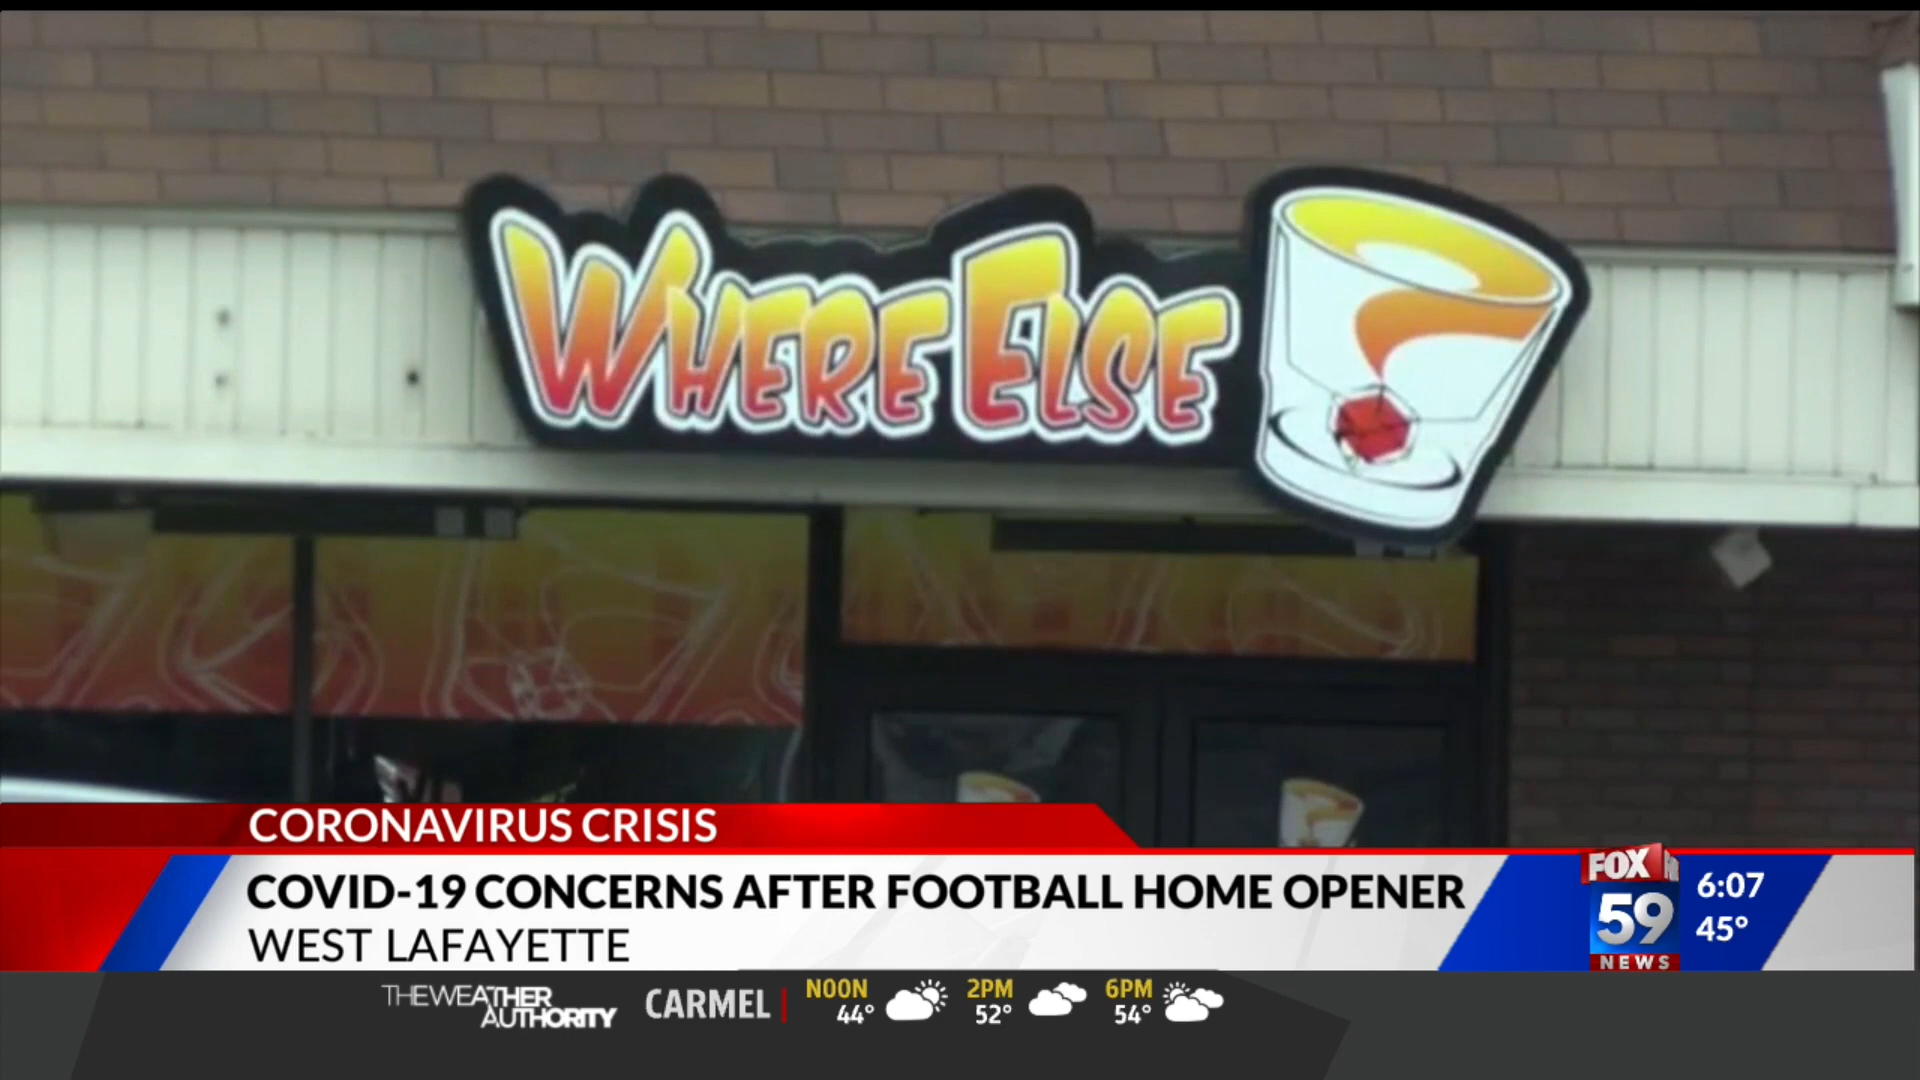 WHERE ELSE
CORONAVIRUS CRISIS
COVID-19 CONCERNS AFTER FOOTBALL HOME OPENER
WEST LAFAYETTE
FOX
59
NEWS
6:07
45°
THE WEATHER
AUTHORITY
CARMEL
NOON
44°
2PM
52°
6PM
54°